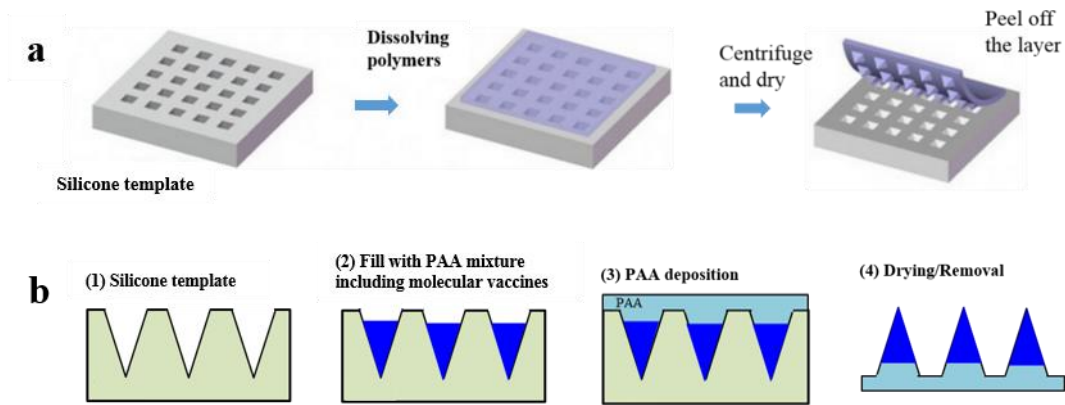 a
Dissolving
polymers
Centrifuge
and dry
Peel off
the layer
Silicone template
b
(1) Silicone template
(2) Fill with PAA mixture
including molecular vaccines
(3) PAA deposition
PAA
(4) Drying/Removal